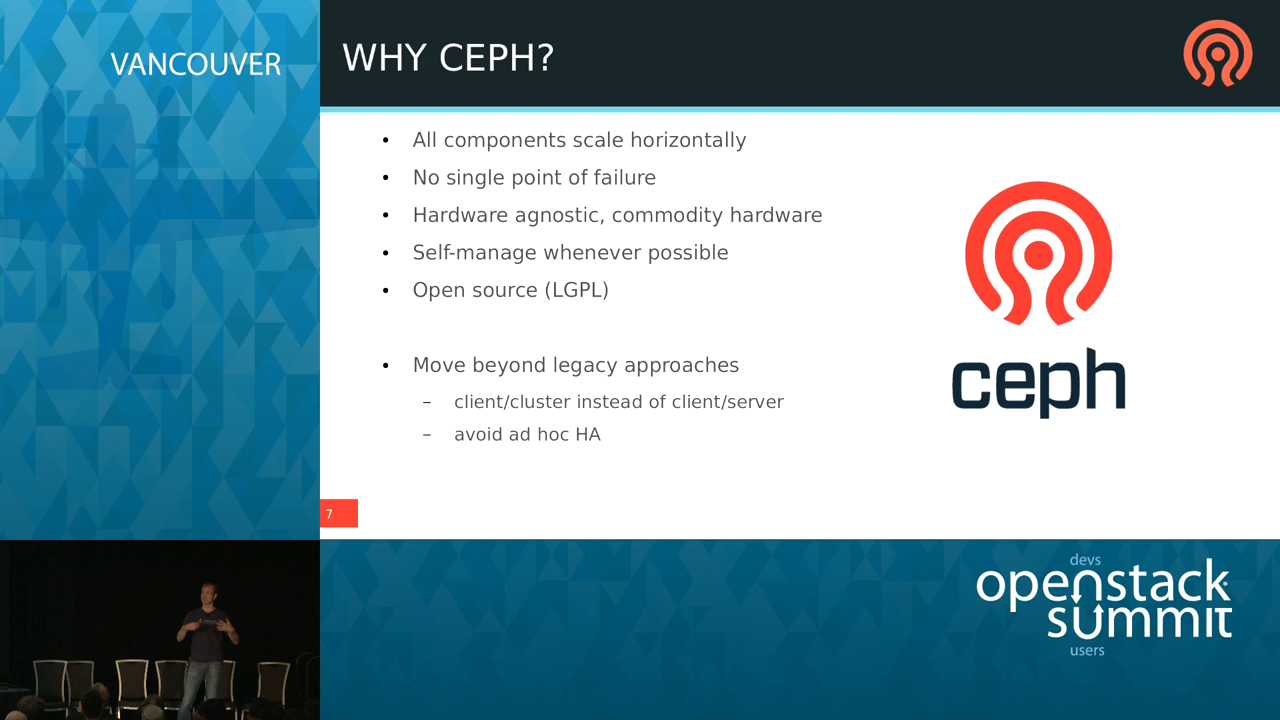 VANCOUVER
WHY CEPH?
• All components scale horizontally
• No single point of failure
• Hardware agnostic, commodity hardware
• Self-manage whenever possible
• Open source (LGPL)
• Move beyond legacy approaches
– client/cluster instead of client/server
– avoid ad hoc HA
ceph
7
devs
openstack
summit
users